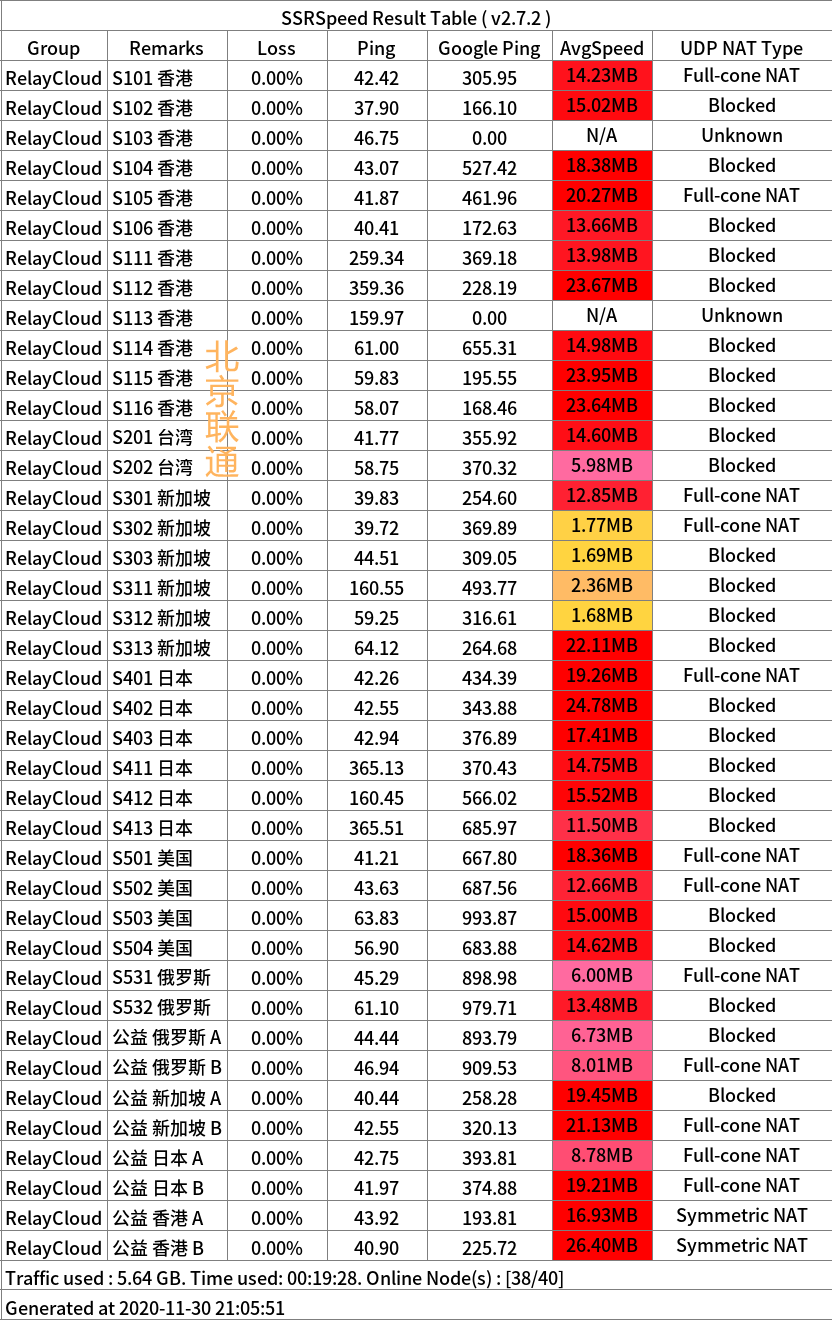 SSRSpeed Result Table ( v2.7.2 )
Group Remarks Loss Ping Google Ping AvgSpeed UDP NAT Type
RelayCloud S101 香港 0.00% 42.42 305.95 14.23MB Full-cone NAT
RelayCloud S102 香港 0.00% 37.90 166.10 15.02MB Blocked
RelayCloud S103 香港 0.00% 46.75 0.00 N/A Unknown
RelayCloud S104 香港 0.00% 43.07 527.42 18.38MB Blocked
RelayCloud S105 香港 0.00% 41.87 461.96 20.27MB Full-cone NAT
RelayCloud S106 香港 0.00% 40.41 172.63 13.66MB Blocked
RelayCloud S111 香港 0.00% 259.34 369.18 13.98MB Blocked
RelayCloud S112 香港 0.00% 359.36 228.19 23.67MB Blocked
RelayCloud S113 香港 0.00% 159.97 0.00 N/A Unknown
RelayCloud S114 香港 0.00% 61.00 655.31 14.98MB Blocked
RelayCloud S115 香港 0.00% 59.83 195.55 23.95MB Blocked
RelayCloud S116 香港 0.00% 58.07 168.46 23.64MB Blocked
RelayCloud S201 台湾 0.00% 41.77 355.92 14.60MB Blocked
RelayCloud S202 台湾 0.00% 58.75 370.32 5.98MB Blocked
北京联通
RelayCloud S301 新加坡 0.00% 39.83 254.60 12.85MB Full-cone NAT
RelayCloud S302 新加坡 0.00% 39.72 369.89 1.77MB Full-cone NAT
RelayCloud S303 新加坡 0.00% 44.51 309.05 1.69MB Blocked
RelayCloud S311 新加坡 0.00% 160.55 493.77 2.36MB Blocked
RelayCloud S312 新加坡 0.00% 59.25 316.61 1.68MB Blocked
RelayCloud S313 新加坡 0.00% 64.12 264.68 22.11MB Blocked
RelayCloud S401 日本 0.00% 42.26 434.39 19.26MB Full-cone NAT
RelayCloud S402 日本 0.00% 42.55 343.88 24.78MB Blocked
RelayCloud S403 日本 0.00% 42.94 376.89 17.41MB Blocked
RelayCloud S411 日本 0.00% 365.13 370.43 14.75MB Blocked
RelayCloud S412 日本 0.00% 160.45 566.02 15.52MB Blocked
RelayCloud S413 日本 0.00% 365.51 685.97 11.50MB Blocked
RelayCloud S501 美国 0.00% 41.21 667.80 18.36MB Full-cone NAT
RelayCloud S502 美国 0.00% 43.63 687.56 12.66MB Full-cone NAT
RelayCloud S503 美国 0.00% 63.83 993.87 15.00MB Blocked
RelayCloud S504 美国 0.00% 56.90 683.88 14.62MB Blocked
RelayCloud S531 俄罗斯 0.00% 45.29 898.98 6.00MB Full-cone NAT
RelayCloud S532 俄罗斯 0.00% 61.10 979.71 13.48MB Blocked
RelayCloud 公益 俄罗斯 A 0.00% 44.44 893.79 6.73MB Blocked
RelayCloud 公益 俄罗斯 B 0.00% 46.94 909.53 8.01MB Full-cone NAT
RelayCloud 公益 新加坡 A 0.00% 40.44 258.28 19.45MB Blocked
RelayCloud 公益 新加坡 B 0.00% 42.55 320.13 21.13MB Full-cone NAT
RelayCloud 公益 日本 A 0.00% 42.75 393.81 8.78MB Full-cone NAT
RelayCloud 公益 日本 B 0.00% 41.97 374.88 19.21MB Full-cone NAT
RelayCloud 公益 香港 A 0.00% 43.92 193.81 16.93MB Symmetric NAT
RelayCloud 公益 香港 B 0.00% 40.90 225.72 26.40MB Symmetric NAT
Traffic used : 5.64 GB. Time used: 00:19:28. Online Node(s) : [38/40]
Generated at 2020-11-30 21:05:51